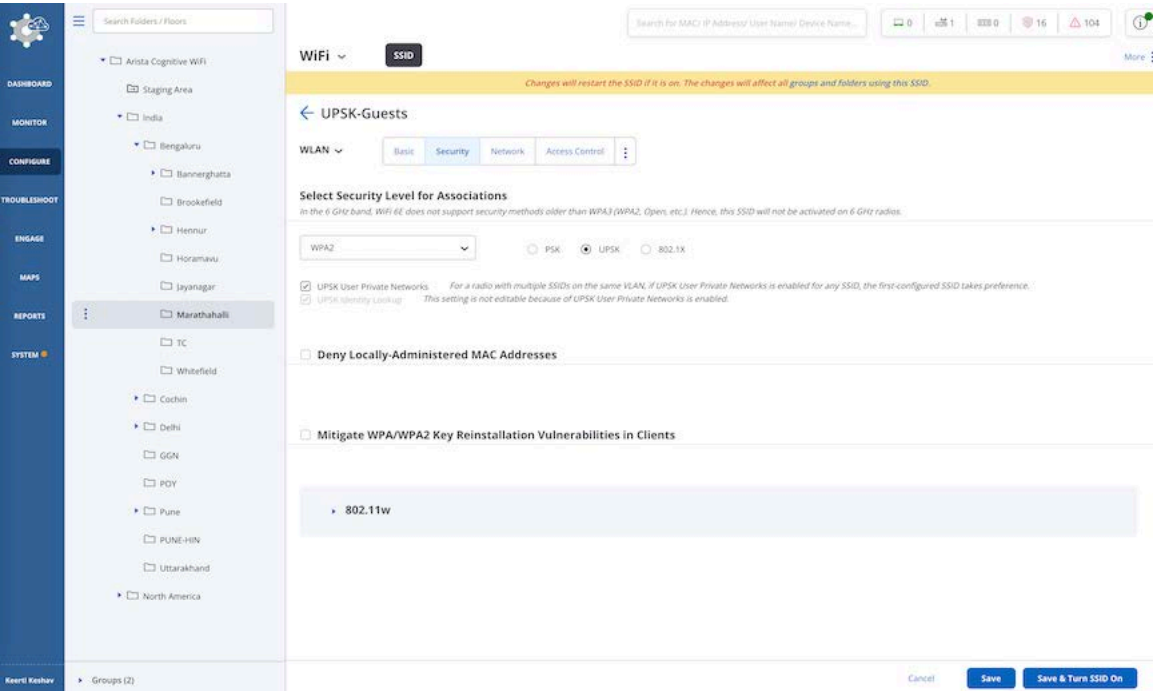 Search Folders / Floors
Search for MAC/ IP Address/ User Name/ Device Name...
0
1
0
16
104
DASHBOARD
MONITOR
CONFIGURE
TROUBLESHOOT
ENGAGE
MAPS
REPORTS
SYSTEM
Keerti Keshav
Arista Cognitive WiFi
Staging Area
India
Bengaluru
Bannerghatta
Brookefield
Hennur
Horamavu
Jayanagar
Marathahalli
TC
Whitefield
Cochin
Delhi
GGN
POY
Pune
PUNE-HIN
Uttarakhand
North America
Groups (2)
WiFi
SSID
More
Changes will restart the SSID if it is on. The changes will affect all groups and folders using this SSID.
UPSK-Guests
WLAN
Basic
Security
Network
Access Control
Select Security Level for Associations
In the 6 GHz band, WiFi 6E does not support security methods older than WPA3 (WPA2, Open, etc.). Hence, this SSID will not be activated on 6 GHz radios.
WPA2
PSK
UPSK
802.1X
UPSK User Private Networks For a radio with multiple SSIDs on the same VLAN, if UPSK User Private Networks is enabled for any SSID, the first-configured SSID takes preference.
UPSK Identity Lookup This setting is not editable because of UPSK User Private Networks is enabled.
Deny Locally-Administered MAC Addresses
Mitigate WPA/WPA2 Key Reinstallation Vulnerabilities in Clients
802.11w
Cancel
Save
Save & Turn SSID On